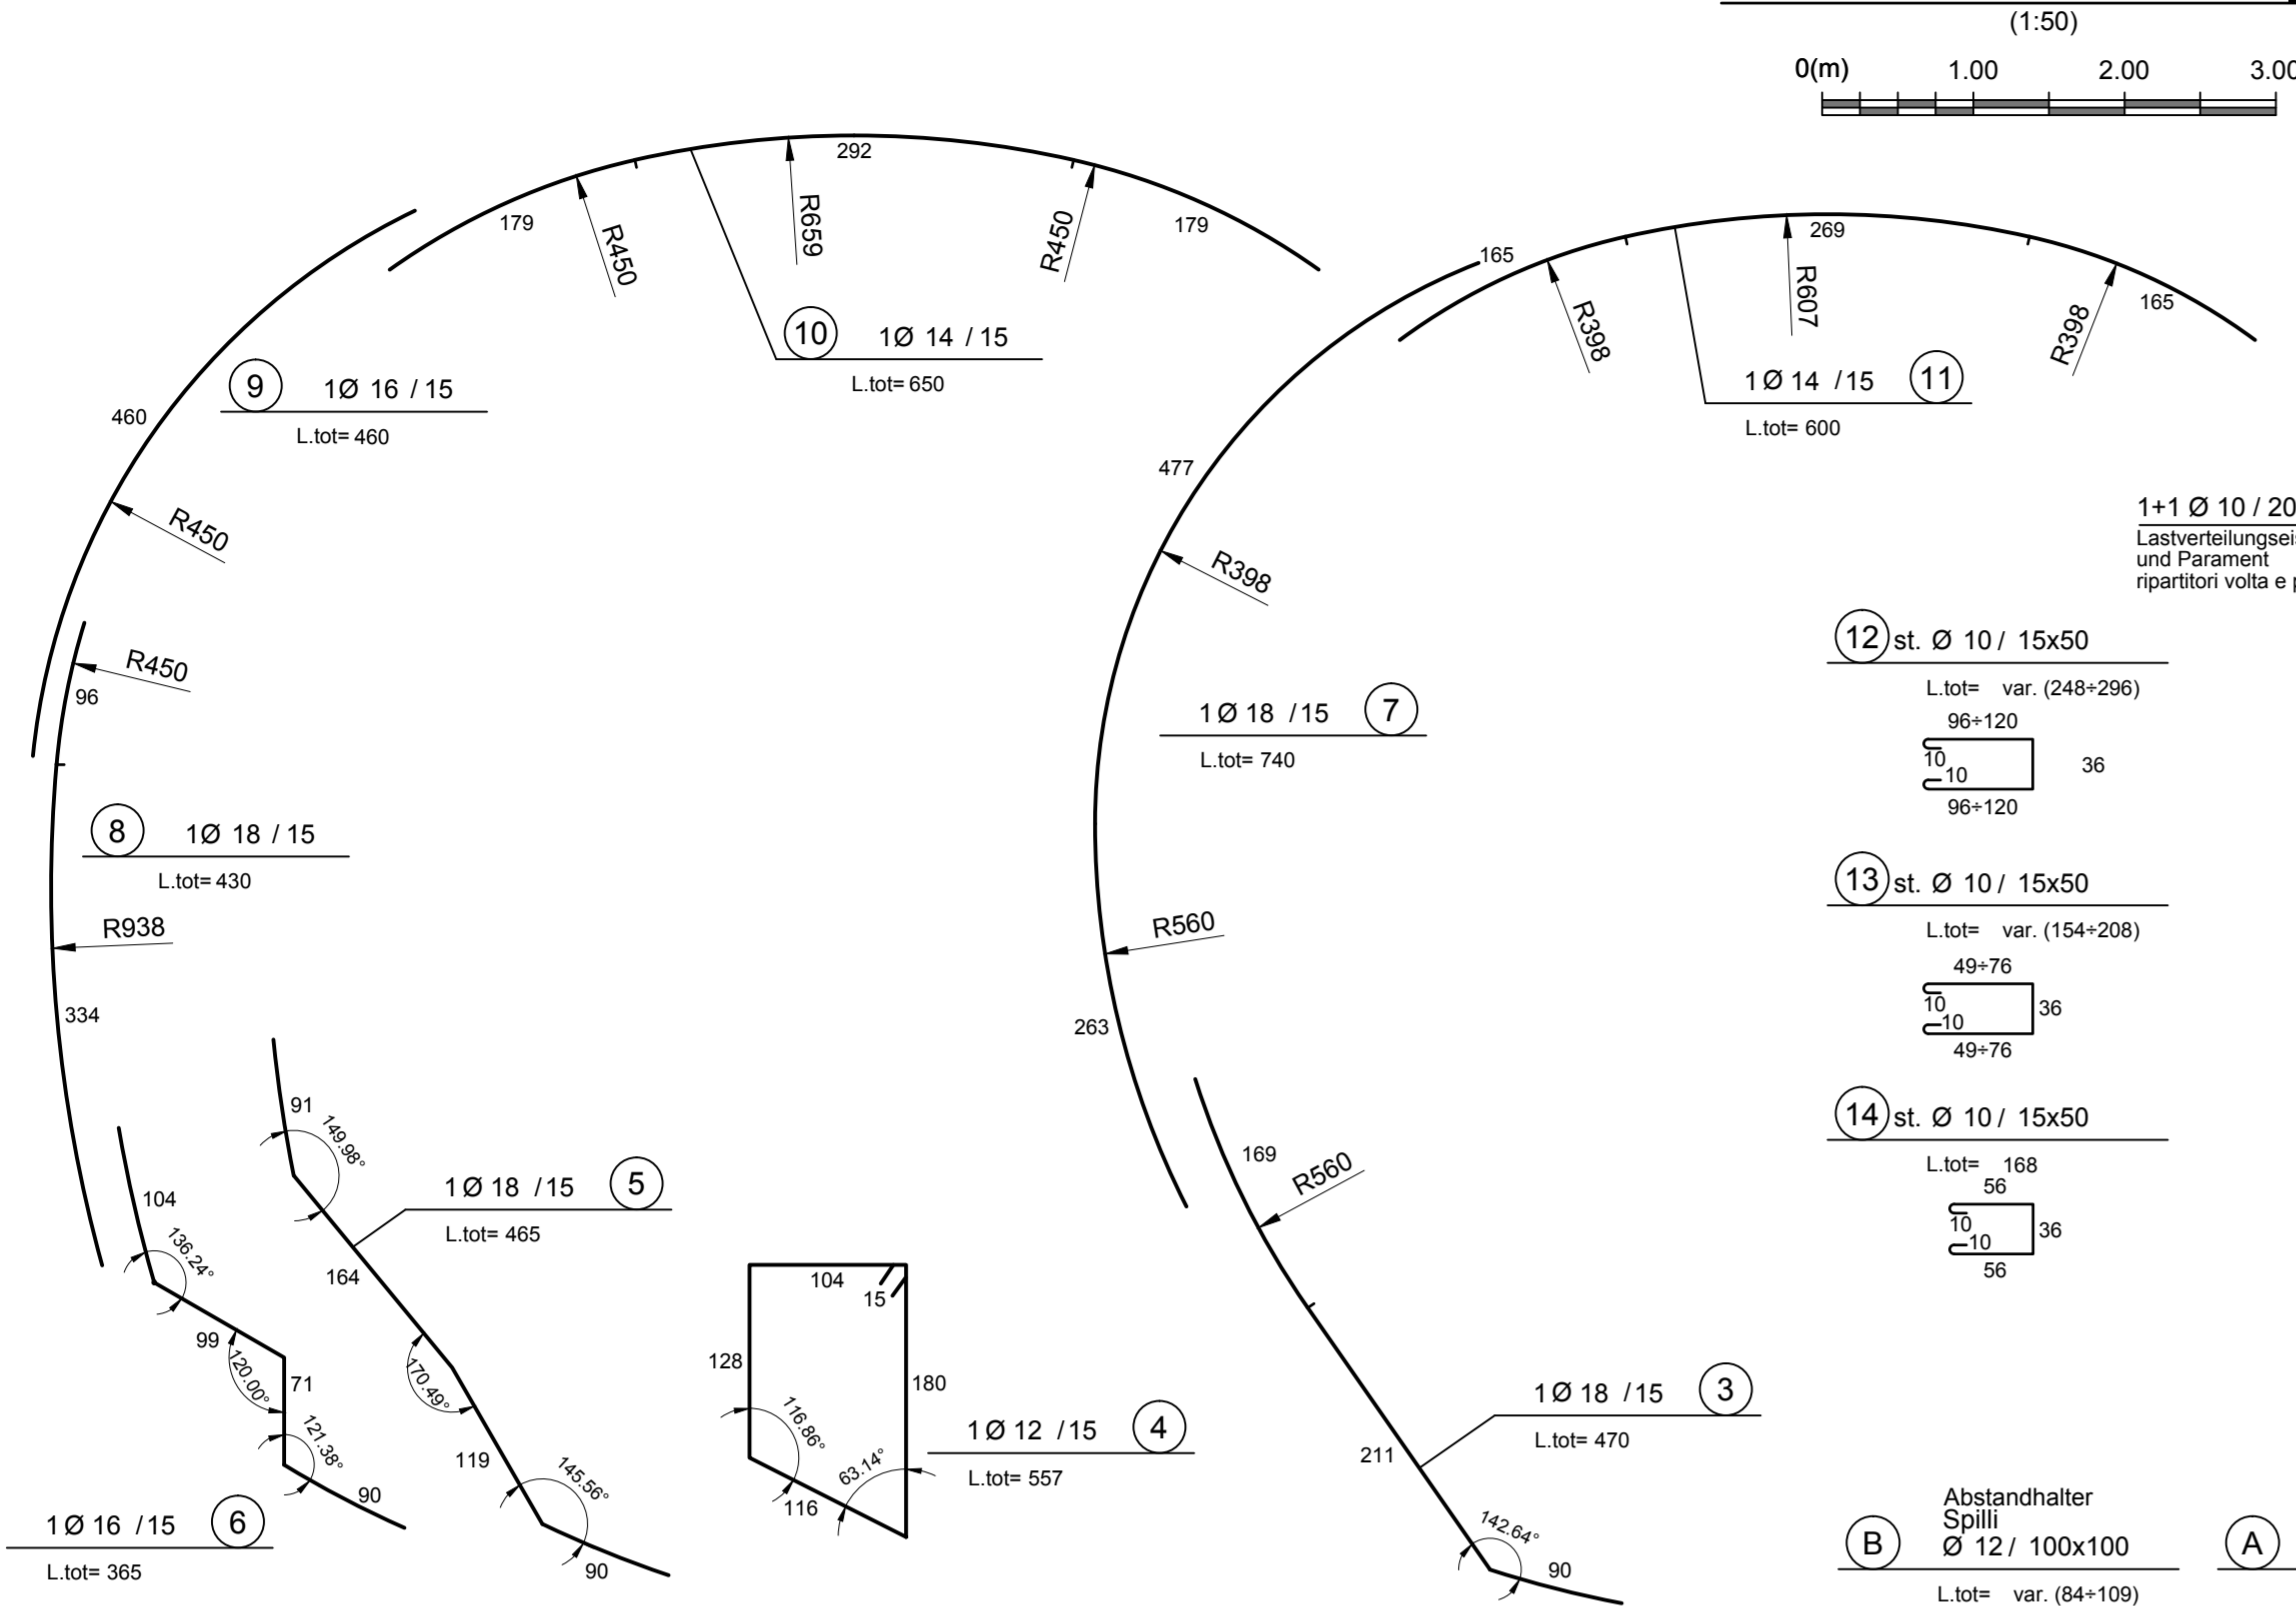 (1:50)
0(m) 1.00 2.00 3.00
292
179
R450
R659
R450
179
10 1Ø 14 / 15
L.tot= 650
9 1Ø 16 / 15
L.tot= 460
460
R450
R450
96
8 1Ø 18 / 15
L.tot= 430
R938
334
165
269
R398
R607
R398
165
1Ø 14 / 15 11
L.tot= 600
477
R398
1Ø 18 / 15 7
L.tot= 740
R560
263
1+1 Ø 10 / 20
und Parament
ripartitori volta e
12 st. Ø 10 / 15x50
L.tot= var. (248÷296)
96÷120
10
10
36
96÷120
13 st. Ø 10 / 15x50
L.tot= var. (154÷208)
49÷76
10
10
36
49÷76
14 st. Ø 10 / 15x50
L.tot= 168
56
10
10
36
56
91
149.98°
1Ø 18 / 15 5
L.tot= 465
164
170.49°
119
145.56°
90
104
136.24°
99
120.00°
71
121.38°
90
1Ø 16 / 15 6
L.tot= 365
104
15
128
180
116.86°
63.14°
116
1Ø 12 / 15 4
L.tot= 557
169
R560
1Ø 18 / 15 3
L.tot= 470
211
142.64°
90
Abstandhalter
Spilli
B Ø 12 / 100x100
L.tot= var. (84÷109)
A